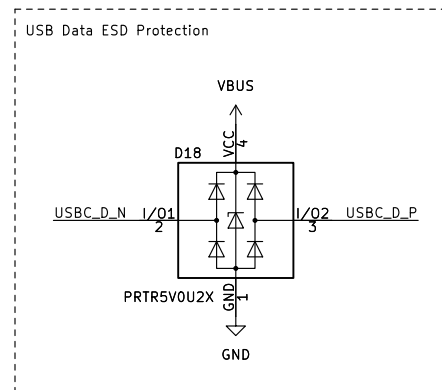 USB Data ESD Protection
VBUS
VCC
4
D18
USBC_D_N
I/O1
2
I/O2
3
USBC_D_P
PRTR5V0U2X
GND
1
GND